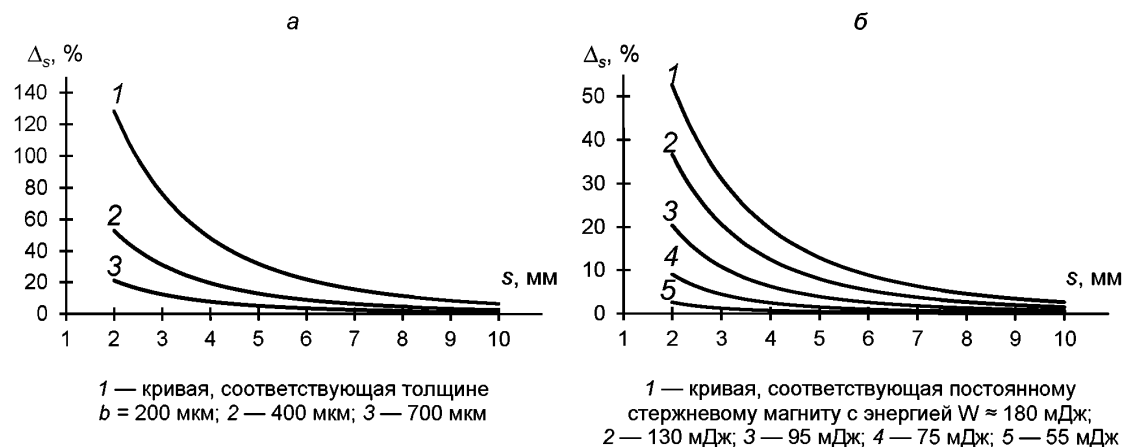 а
Δs, %
140
120
100
80
60
40
20
0
1
2
3
1 2 3 4 5 6 7 8 9 10
s, мм
1 — кривая, соответствующая толщине
b = 200 мкм; 2 — 400 мкм; 3 — 700 мкм
б
Δs, %
50
40
30
20
10
0
1
2
3
4
5
1 2 3 4 5 6 7 8 9 10
s, мм
1 — кривая, соответствующая постоянному
стержневому магниту с энергией W ≈ 180 мДж;
2 — 130 мДж; 3 — 95 мДж; 4 — 75 мДж; 5 — 55 мДж